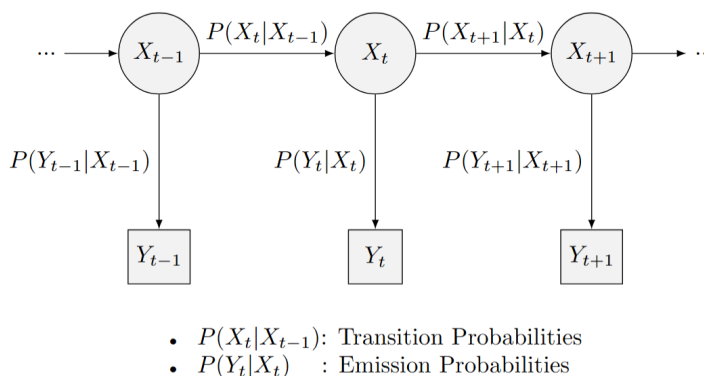 P(X_t|X_{t−1}) P(X_{t+1}|X_t)
... X_{t−1} X_t X_{t+1} ..
P(Y_{t−1}|X_{t−1}) P(Y_t|X_t) P(Y_{t+1}|X_{t+1})
Y_{t−1} Y_t Y_{t+1}
• P(X_t|X_{t−1}): Transition Probabilities
• P(Y_t|X_t) : Emission Probabilities